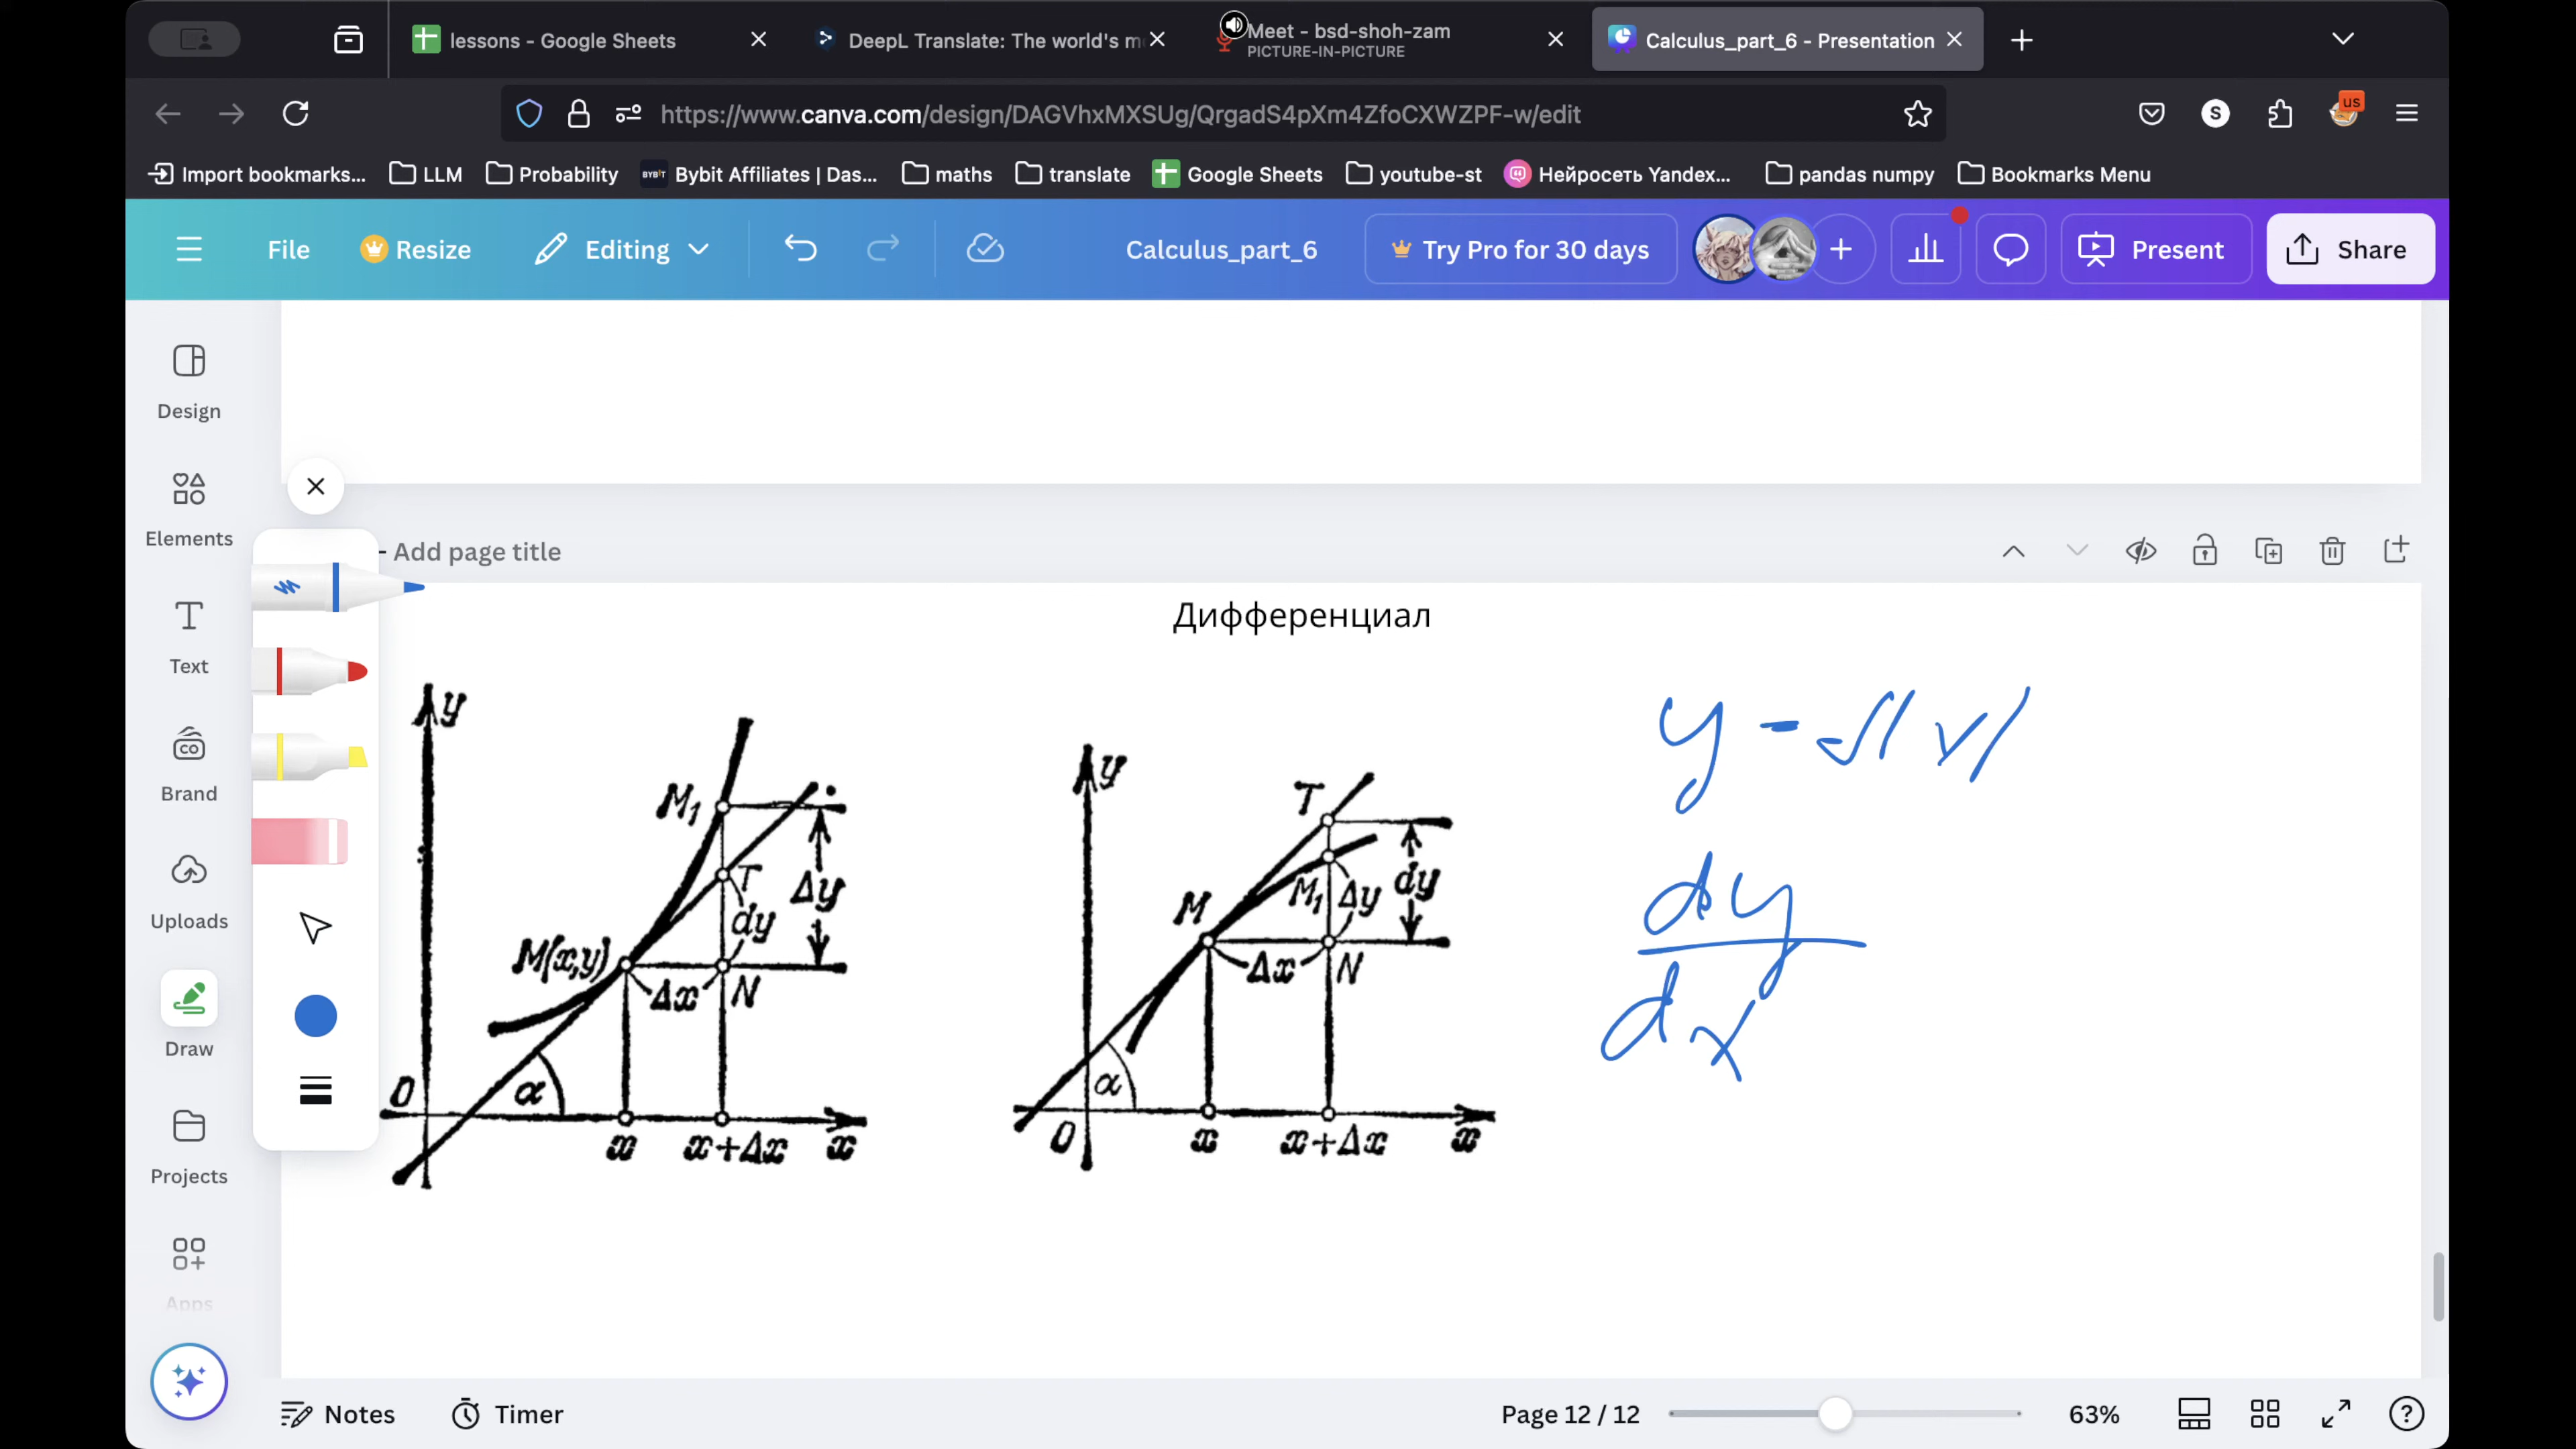 lessons - Google Sheets
DeepL Translate: The world's m
Meet - bsd-shoh-zam
PICTURE-IN-PICTURE
Calculus_part_6 - Presentation
https://www.canva.com/design/DAGVhxMXSUg/QrgadS4pXm4ZfoCXWZPF-w/edit
S
us
Import bookmarks...
LLM
Probability
BYBIT
Bybit Affiliates | Das...
maths
translate
Google Sheets
youtube-st
Нейросеть Yandex...
pandas numpy
Bookmarks Menu
File
Resize
Editing
Calculus_part_6
Try Pro for 30 days
Present
Share
Design
Elements
Text
Brand
Uploads
Draw
Projects
Apps
- Add page title
Дифференциал
y
M₁
T
Δy
dy
M(x,y)
Δx
N
α
O
x
x+Δx
x
y
T
M
M₁
Δy
dy
Δx
N
α
O
x
x+Δx
x
y =
dy
dx
Notes
Timer
Page 12 / 12
63%